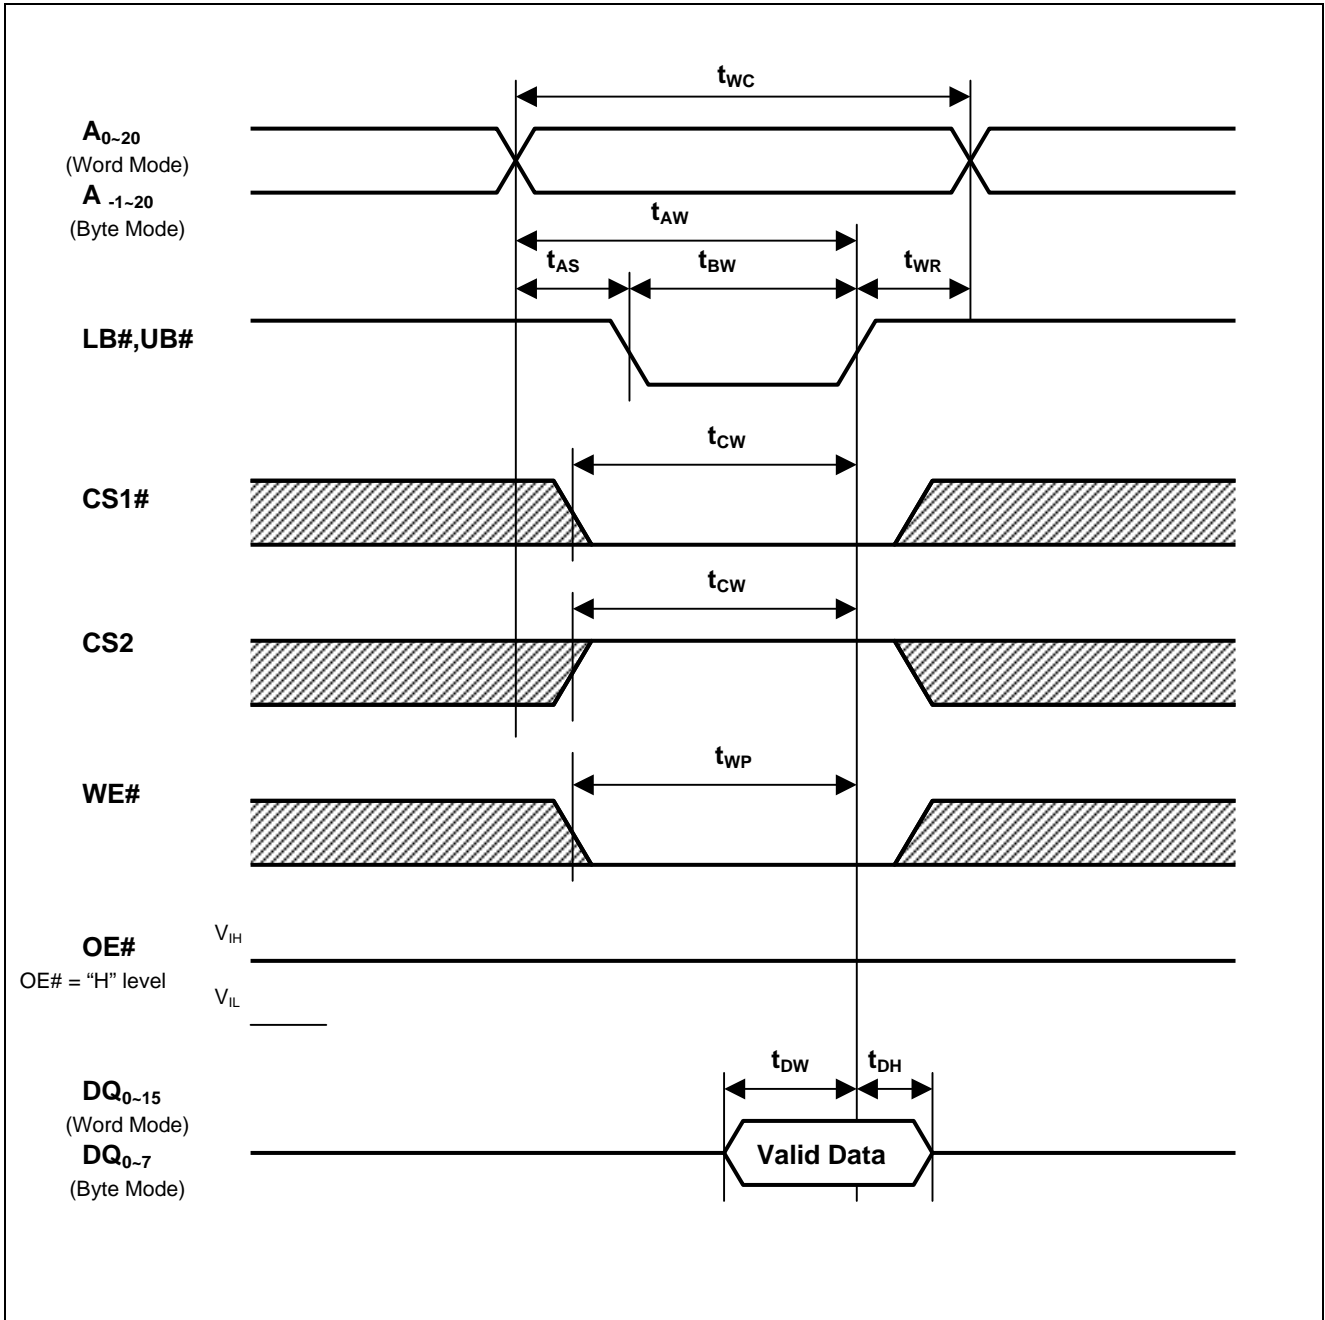 tWC
A0~20
(Word Mode)
A -1~20
(Byte Mode)
tAW
tAS
tBW
tWR
LB#,UB#
tCW
CS1#
tCW
CS2
tWP
WE#
VIH
OE#
OE# = “H” level
VIL
tDW
tDH
DQ0~15
(Word Mode)
Valid Data
DQ0~7
(Byte Mode)